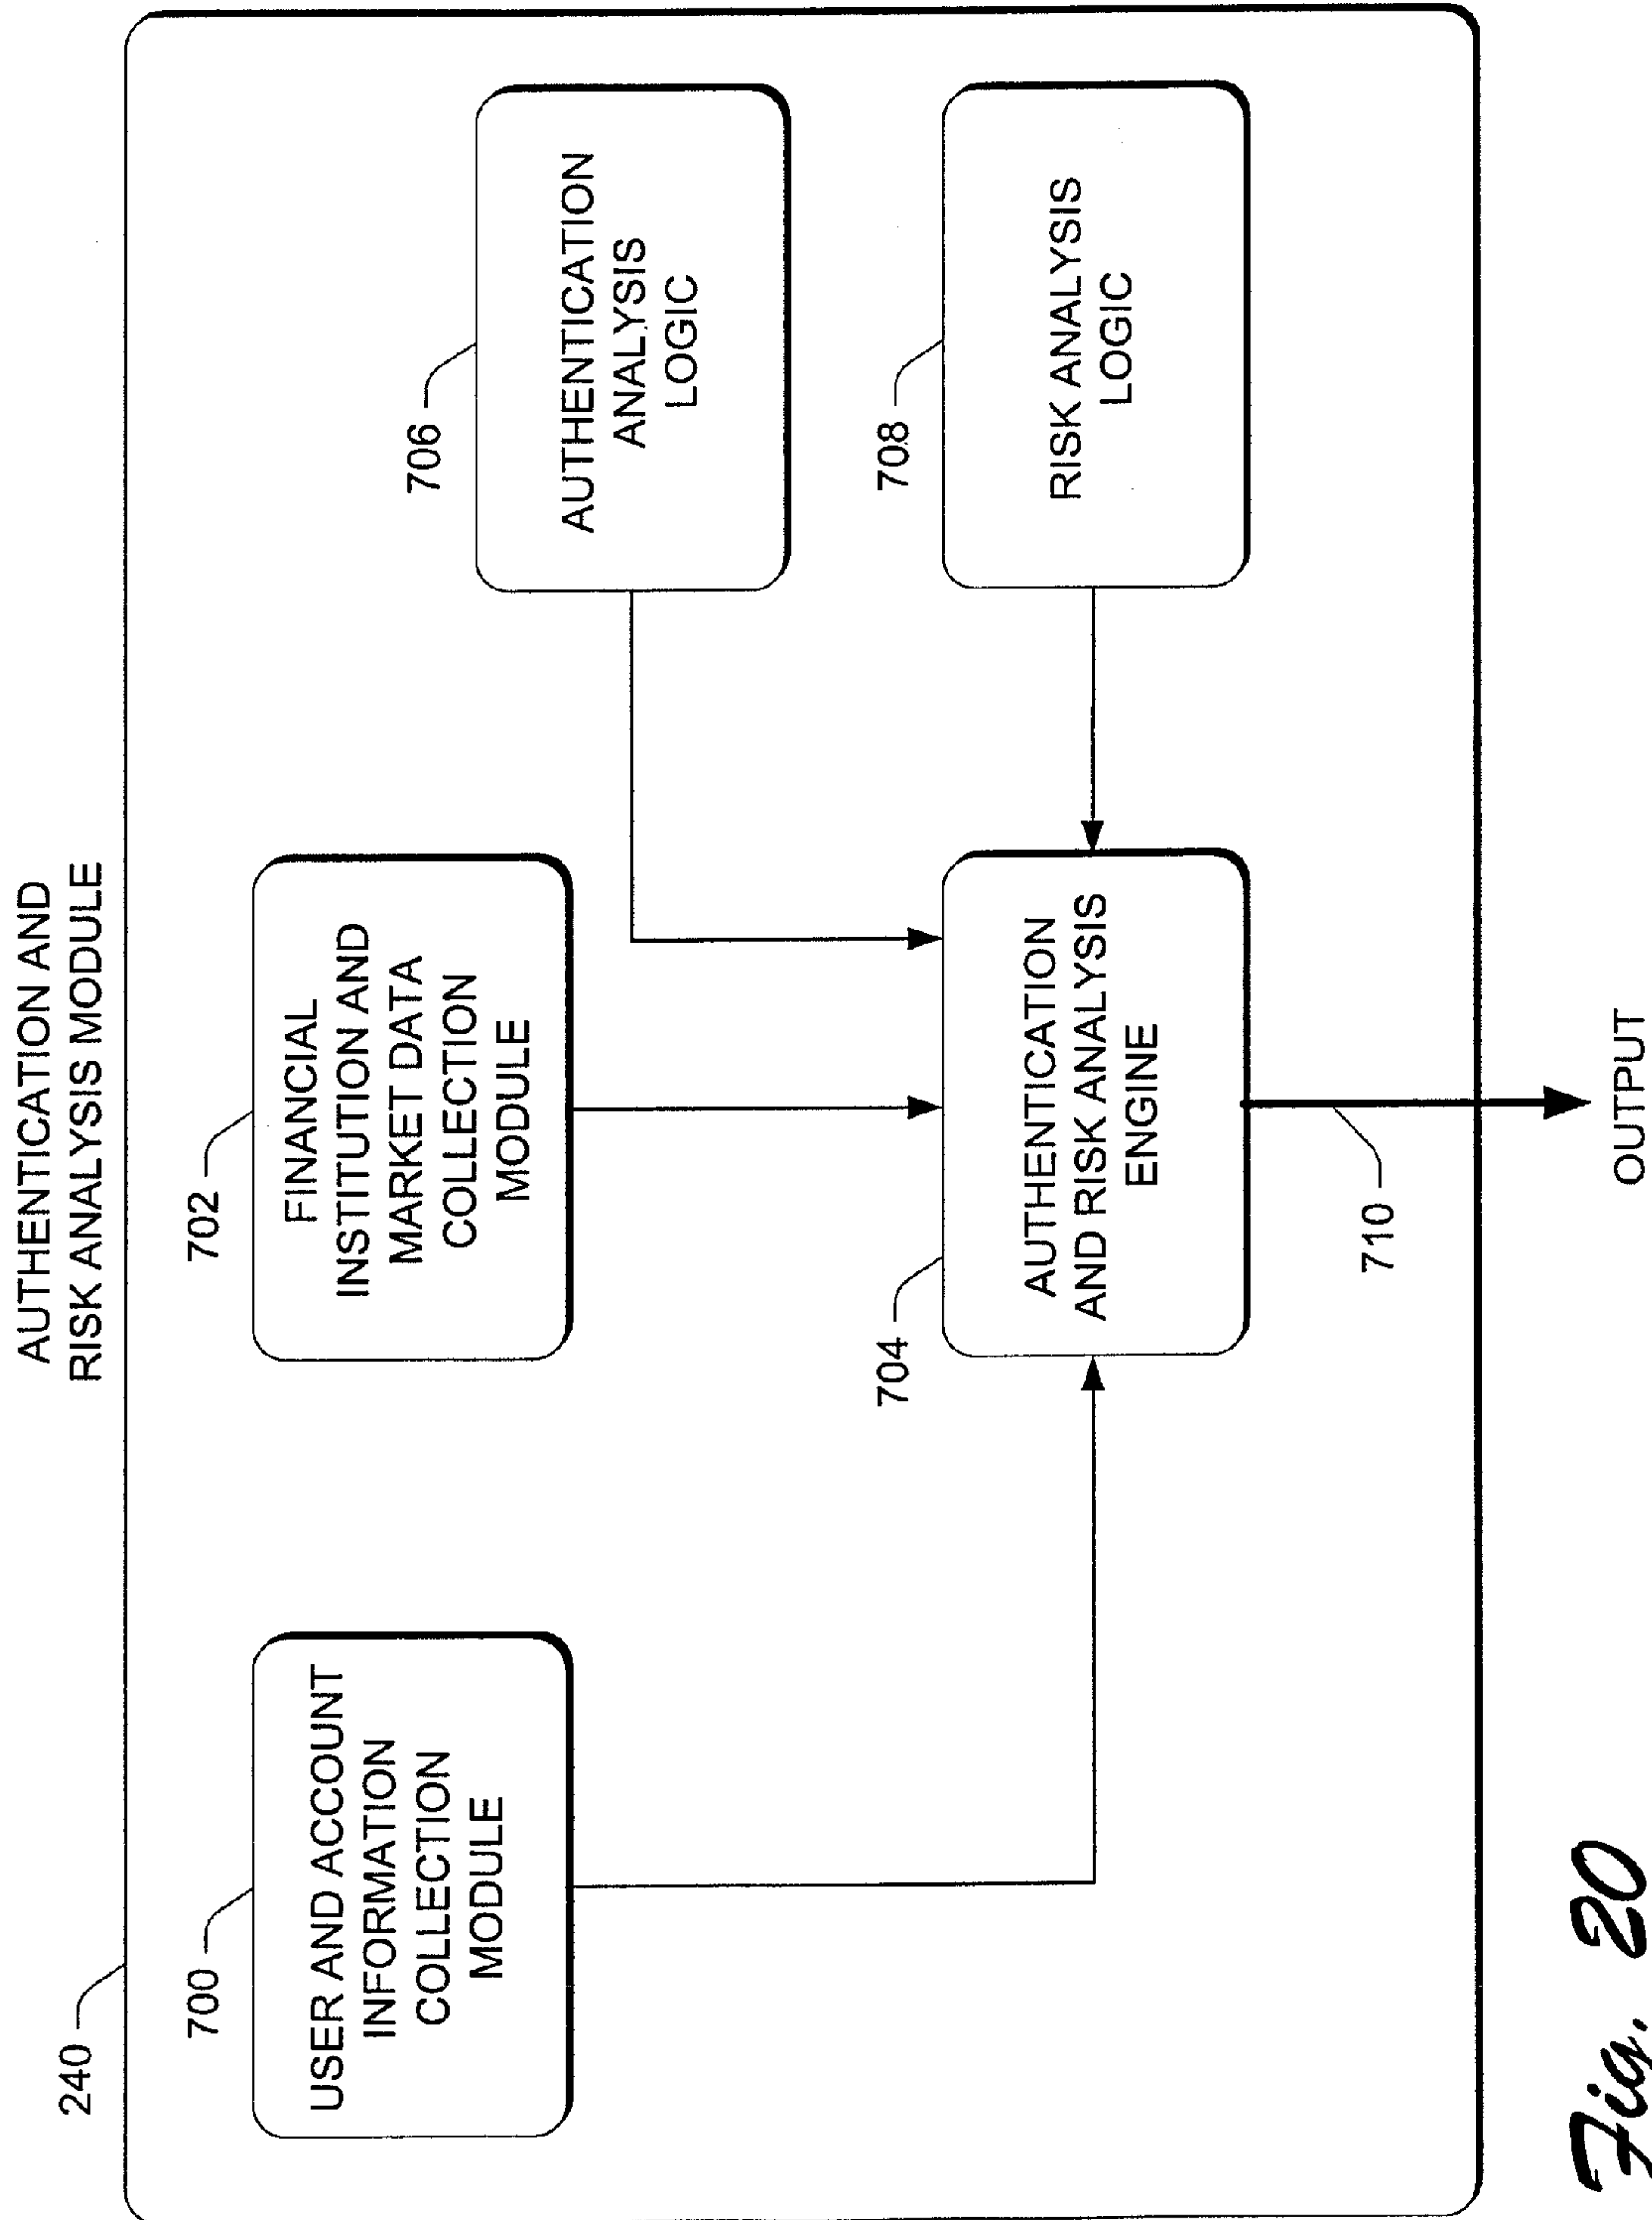 AUTHENTICATION AND
RISK ANALYSIS MODULE
240
700
USER AND ACCOUNT
INFORMATION
COLLECTION
MODULE
702
FINANCIAL
INSTITUTION AND
MARKET DATA
COLLECTION
MODULE
706
AUTHENTICATION
ANALYSIS
LOGIC
704
AUTHENTICATION
AND RISK ANALYSIS
ENGINE
708
RISK ANALYSIS
LOGIC
710
OUTPUT
Fig. 20